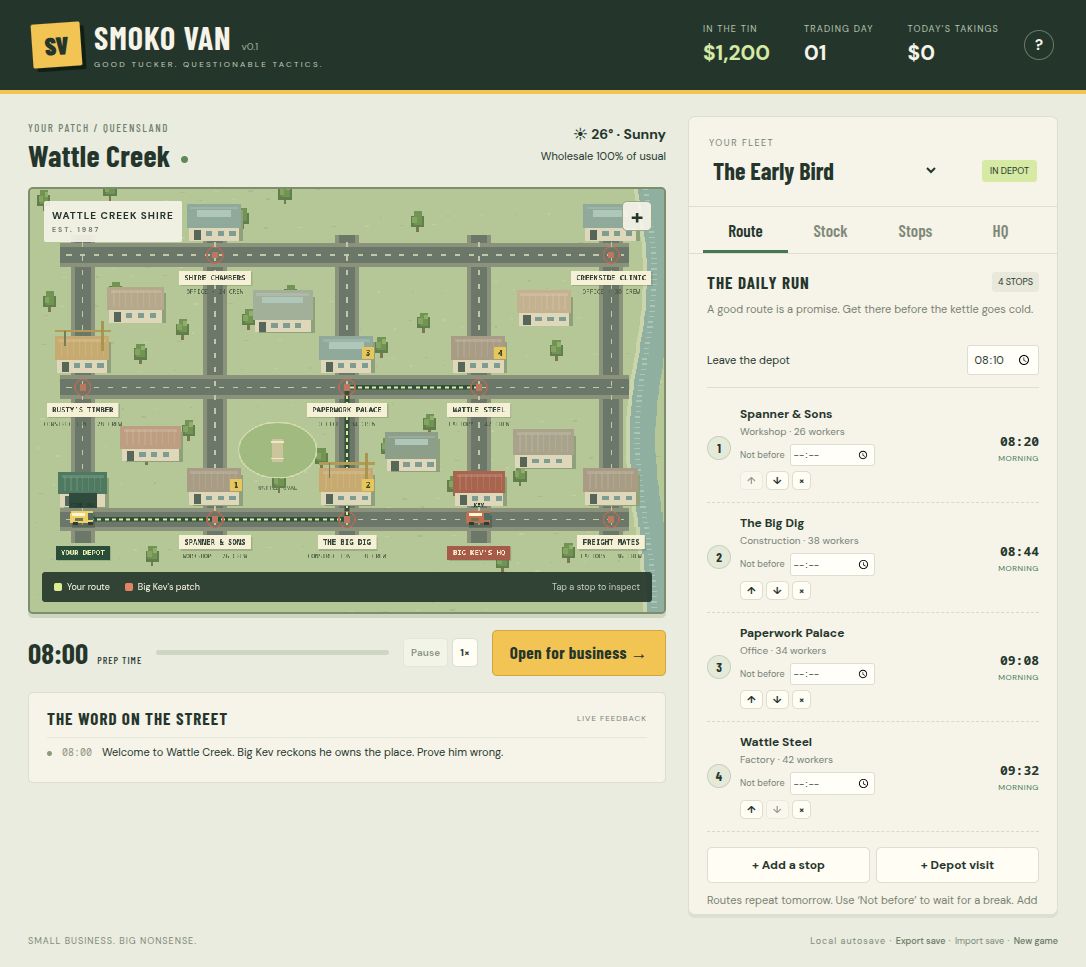 SV
SMOKO VAN v0.1
GOOD TUCKER. QUESTIONABLE TACTICS.
IN THE TIN
$1,200
TRADING DAY
01
TODAY'S TAKINGS
$0
?
YOUR PATCH / QUEENSLAND
Wattle Creek
26° · Sunny
Wholesale 100% of usual
WATTLE CREEK SHIRE
EST. 1987
+
SHIRE CHAMBERS
CREEKSIDE CLINIC
3
4
RUSTY'S TIMBER
PAPERWORK PALACE
WATTLE STEEL
1
2
KEV
YOUR DEPOT
SPANNER & SONS
THE BIG DIG
BIG KEV'S HQ
FREIGHT MATES
Your route
Big Kev's patch
Tap a stop to inspect
08:00 PREP TIME
Pause
1×
Open for business →
THE WORD ON THE STREET
LIVE FEEDBACK
08:00 Welcome to Wattle Creek. Big Kev reckons he owns the place. Prove him wrong.
YOUR FLEET
The Early Bird
IN DEPOT
Route
Stock
Stops
HQ
THE DAILY RUN
4 STOPS
A good route is a promise. Get there before the kettle goes cold.
Leave the depot
08:10
1
Spanner & Sons
Workshop · 26 workers
Not before --:--
↑ ↓ ×
08:20
MORNING
2
The Big Dig
Construction · 38 workers
Not before --:--
↑ ↓ ×
08:44
MORNING
3
Paperwork Palace
Office · 34 workers
Not before --:--
↑ ↓ ×
09:08
MORNING
4
Wattle Steel
Factory · 42 workers
Not before --:--
↑ ↓ ×
09:32
MORNING
+ Add a stop
+ Depot visit
Routes repeat tomorrow. Use ‘Not before’ to wait for a break. Add
SMALL BUSINESS. BIG NONSENSE.
Local autosave · Export save · Import save · New game